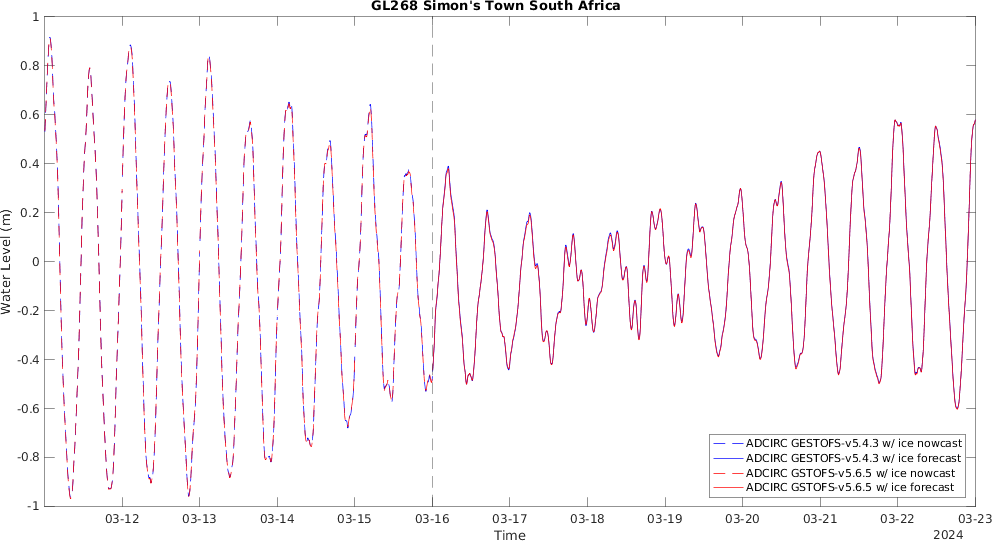 GL268 Simon's Town South Africa
1
0.8
0.6
0.4
0.2
0
-0.2
-0.4
-0.6
-0.8
-1
Water Level (m)
ADCIRC GESTOFS-v5.4.3 w/ ice nowcast
ADCIRC GESTOFS-v5.4.3 w/ ice forecast
ADCIRC GSTOFS-v5.6.5 w/ ice nowcast
ADCIRC GSTOFS-v5.6.5 w/ ice forecast
03-12 03-13 03-14 03-15 03-16 03-17 03-18 03-19 03-20 03-21 03-22 03-23
Time
2024